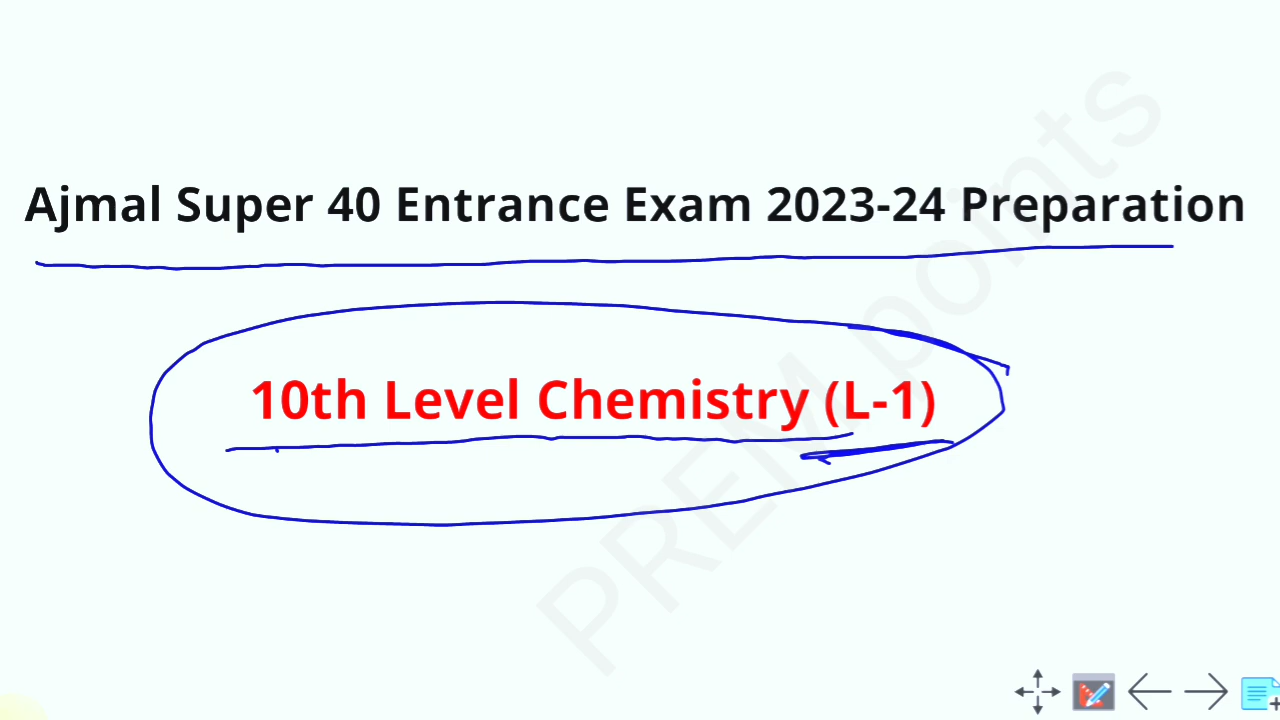 Ajmal Super 40 Entrance Exam 2023-24 Preparation
10th Level Chemistry (L-1)
PREM points